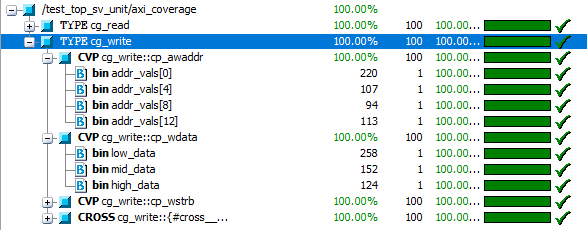 /test_top_sv_unit/axi_coverage 100.00%
TYPE cg_read 100.00% 100 100.00...
TYPE cg_write 100.00% 100 100.00...
CVP cg_write::cp_awaddr 100.00% 100 100.00...
bin addr_vals[0] 220 1 100.00...
bin addr_vals[4] 107 1 100.00...
bin addr_vals[8] 94 1 100.00...
bin addr_vals[12] 113 1 100.00...
CVP cg_write::cp_wdata 100.00% 100 100.00...
bin low_data 258 1 100.00...
bin mid_data 152 1 100.00...
bin high_data 124 1 100.00...
CVP cg_write::cp_wstrb 100.00% 100 100.00...
CROSS cg_write::{#cross__... 100.00% 100 100.00...